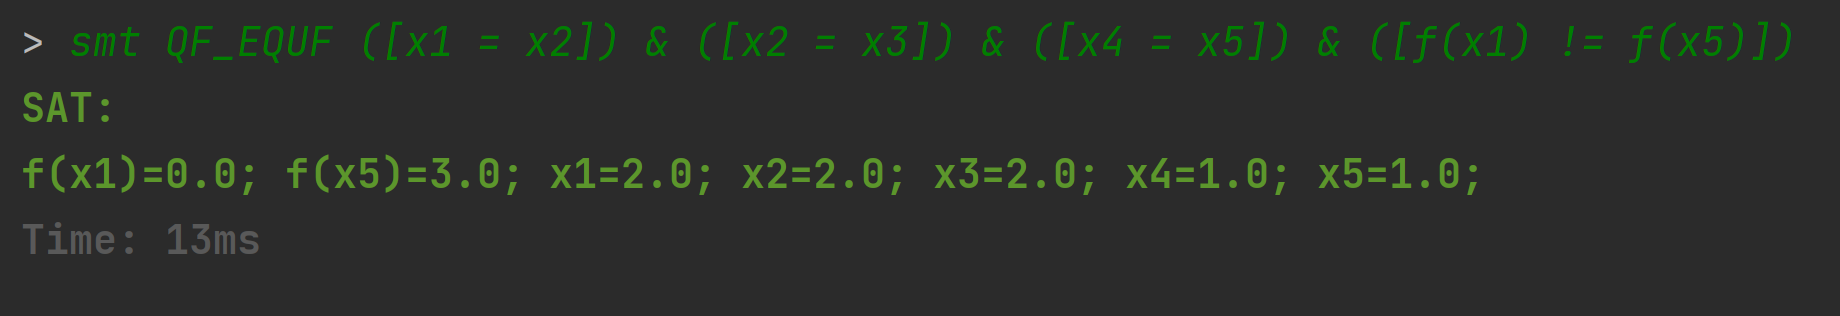 > smt QF_EQUF ([x1 = x2]) & ([x2 = x3]) & ([x4 = x5]) & ([f(x1) != f(x5)])
SAT:
f(x1)=0.0; f(x5)=3.0; x1=2.0; x2=2.0; x3=2.0; x4=1.0; x5=1.0;
Time: 13ms